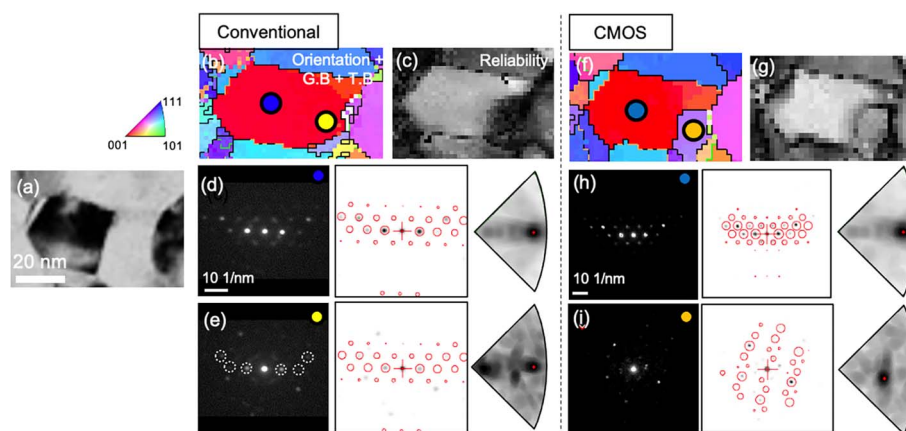 Conventional
CMOS
(b)
Orientation +
G.B + T.B
(c)
Reliability
(f)
(g)
111
001
101
(a)
20 nm
(d)
10 1/nm
(h)
10 1/nm
(e)
(i)